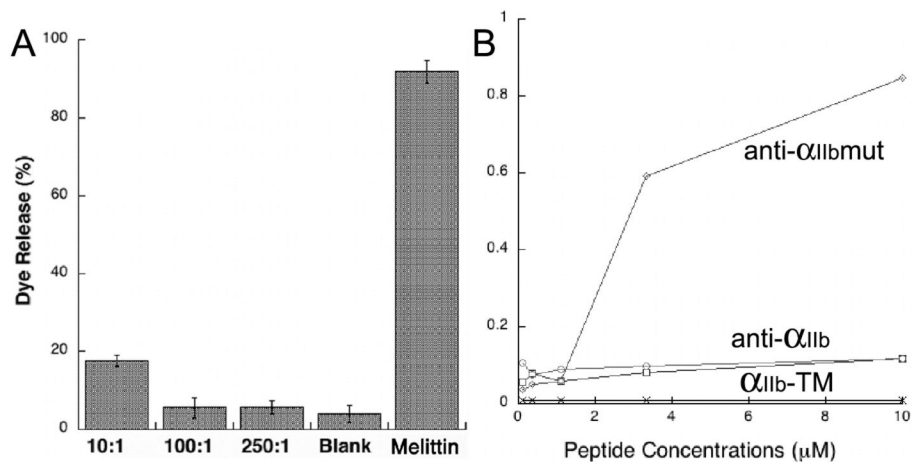 A
Dye Release (%)
100
80
60
40
20
0
10:1 100:1 250:1 Blank Melittin
B
1
0.8
0.6
0.4
0.2
0
anti-αIIbmut
anti-αIIb
αIIb-TM
0 2 4 6 8 10
Peptide Concentrations (μM)